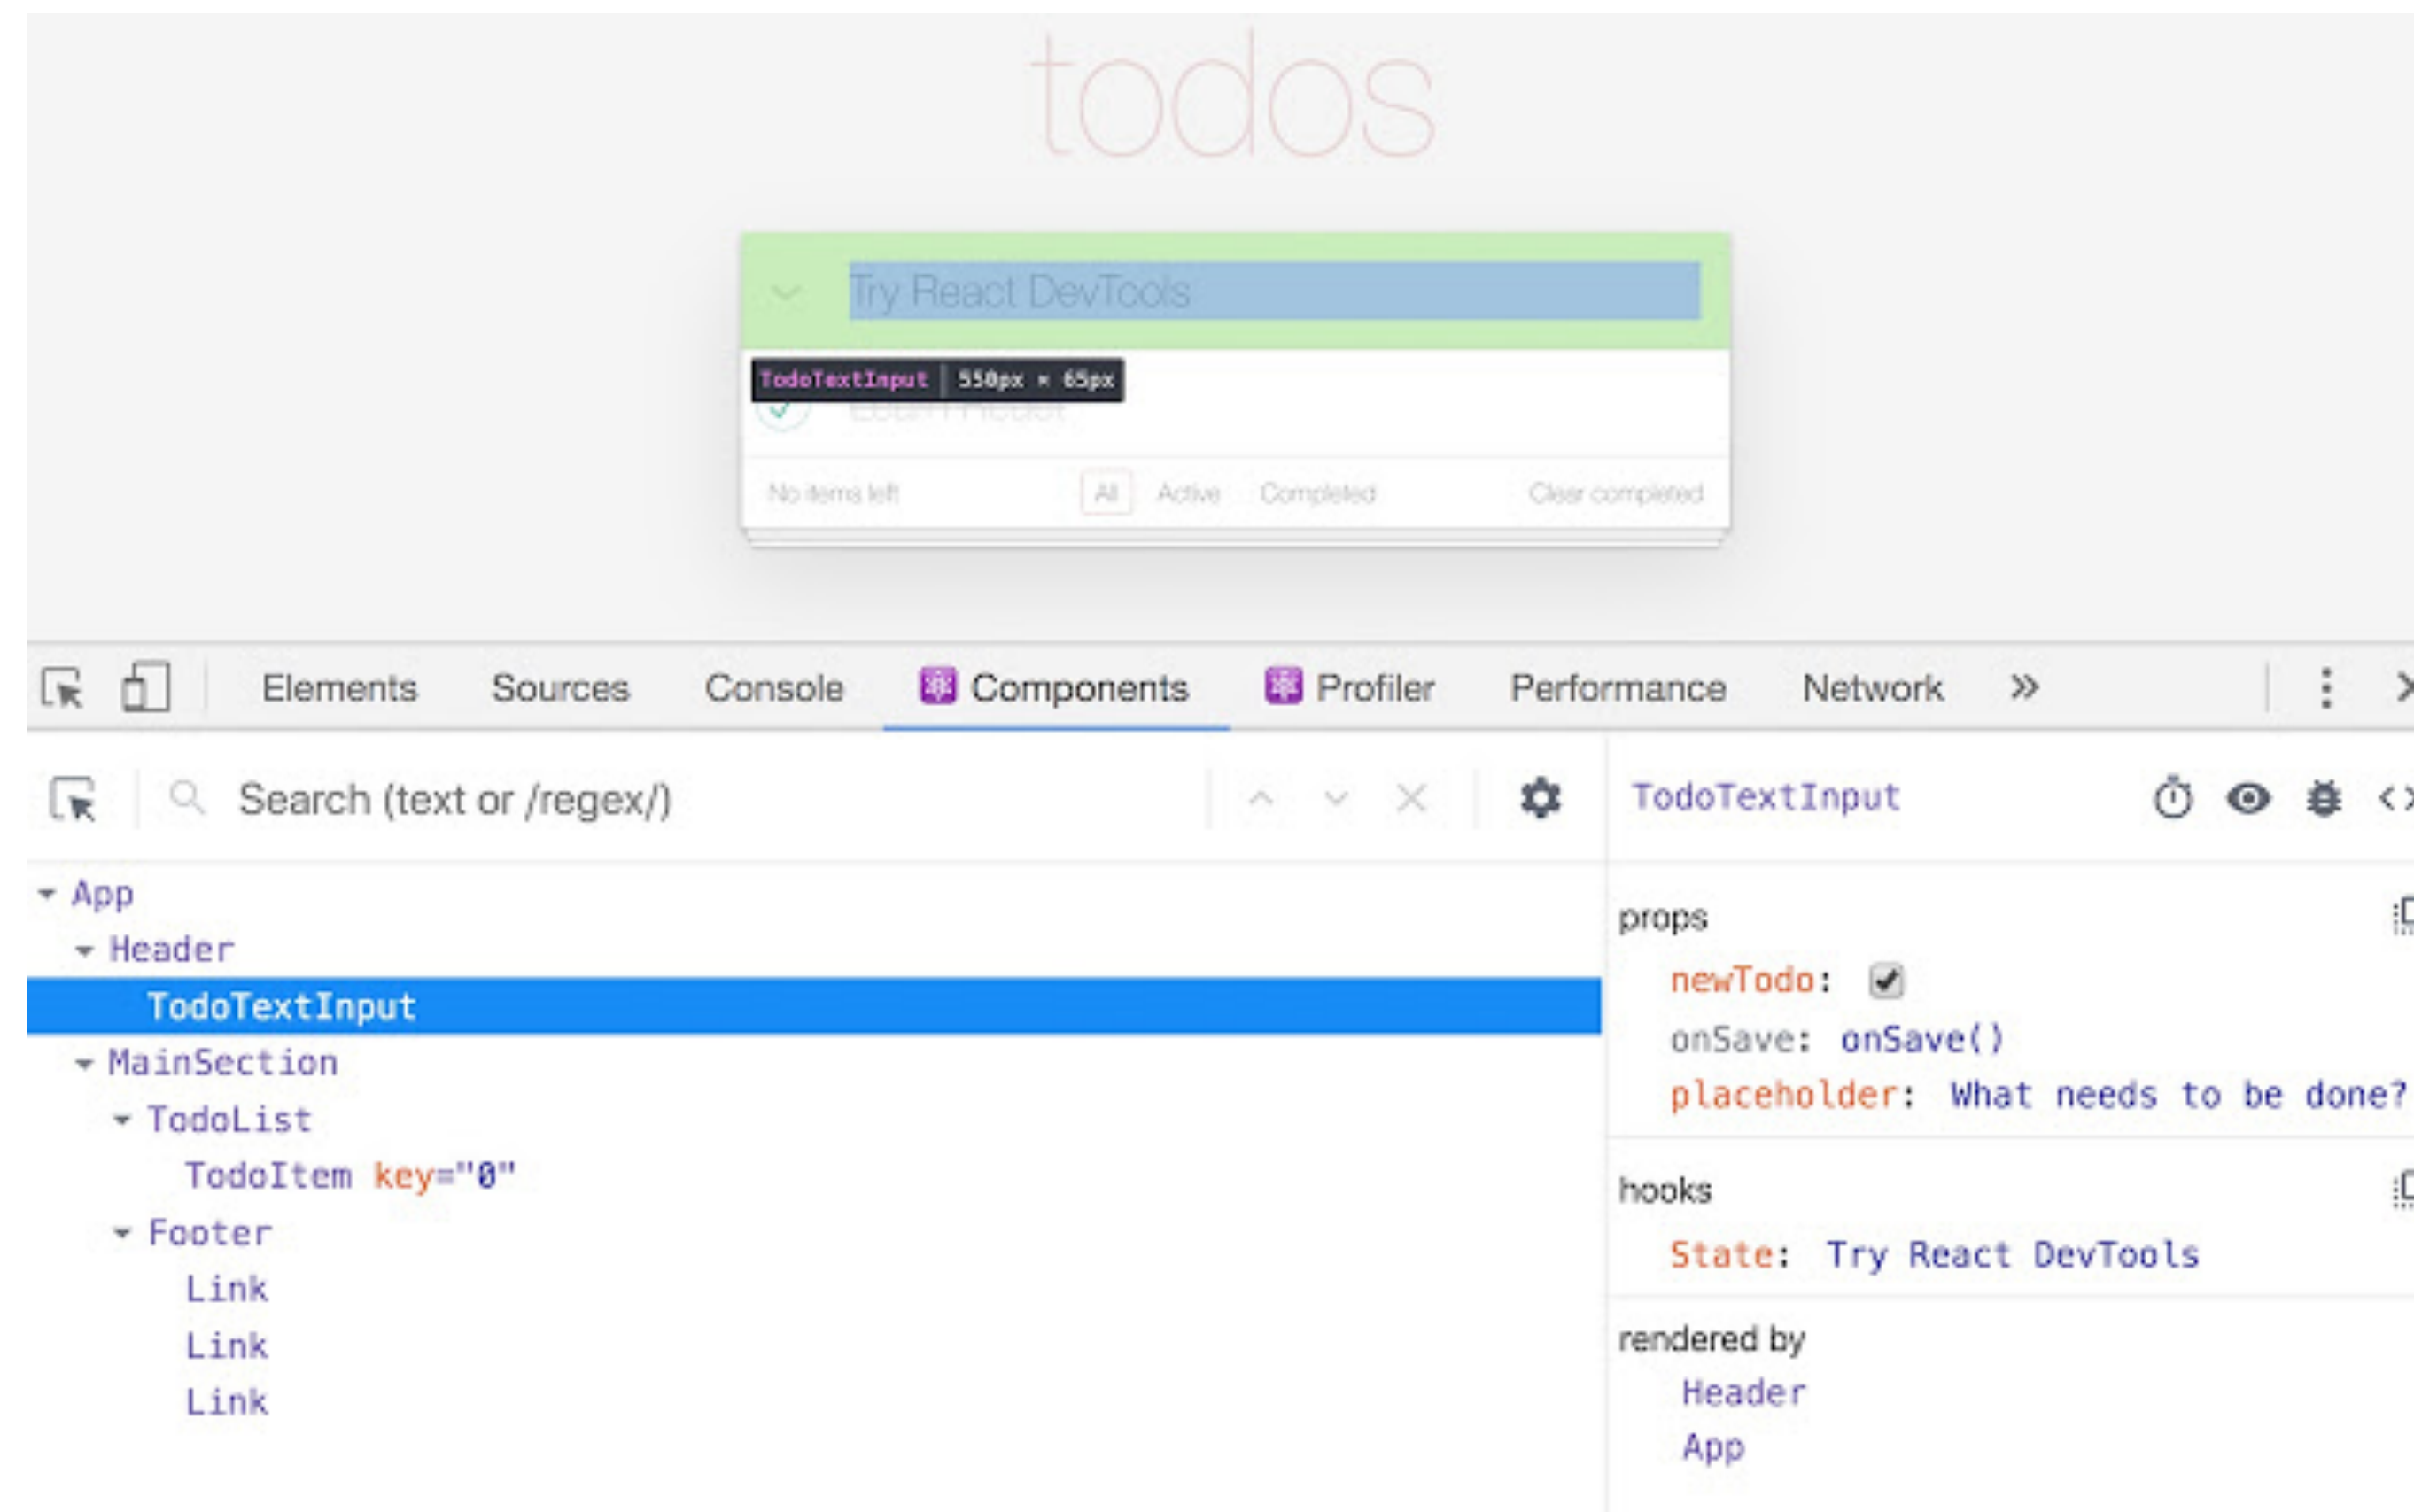 todos
Try React DevTools
TodoTextInput 550px × 65px
No items left All Active Completed Clear completed
Elements Sources Console Components Profiler Performance Network
Search (text or /regex/)
TodoTextInput
App
Header
TodoTextInput
MainSection
TodoList
TodoItem key="0"
Footer
Link
Link
Link
props
newTodo:
onSave: onSave()
placeholder: What needs to be done?
hooks
State: Try React DevTools
rendered by
Header
App